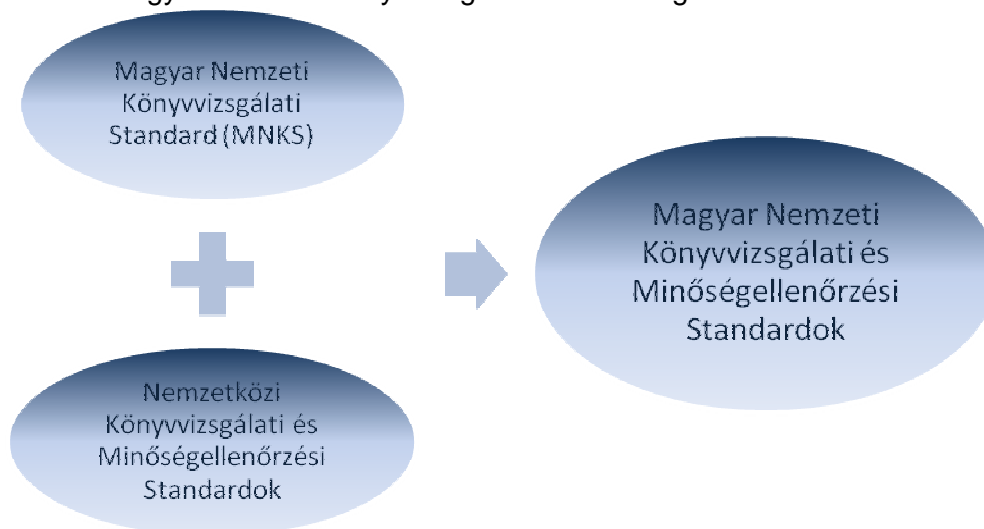 Magyar Nemzeti
Könyvvizsgálati
Standard (MNKS)
Nemzetközi
Könyvvizsgálati és
Minőségellenőrzési
Standardok
Magyar Nemzeti
Könyvvizsgálati és
Minőségellenőrzési
Standardok